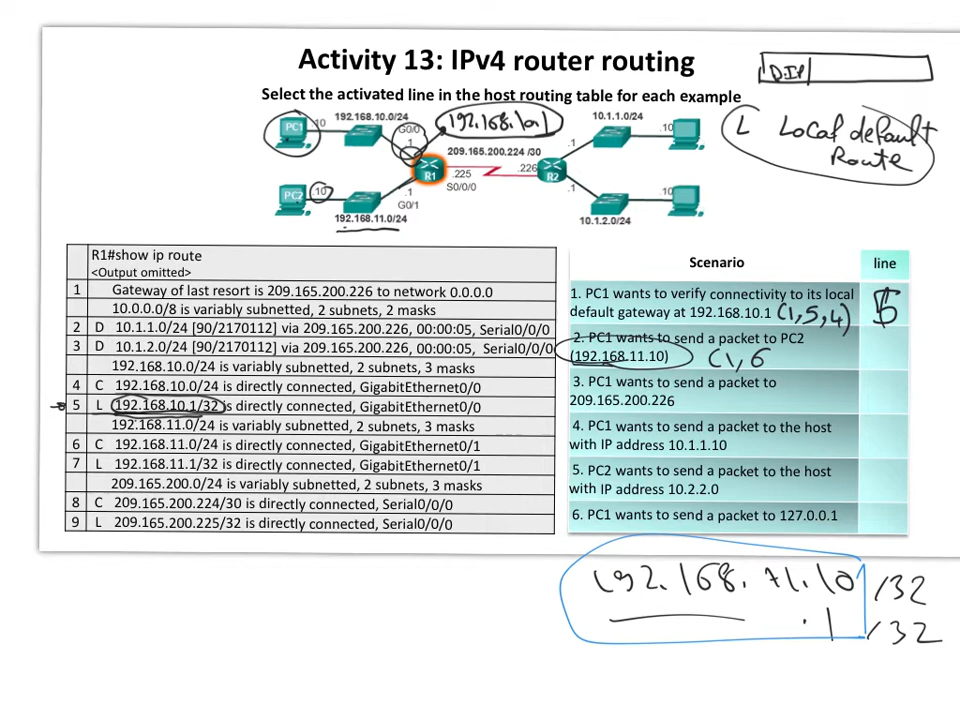 Activity 13: IPv4 router routing
D.IP
Select the activated line in the host routing table for each example
L Local default
Route
PC1
.10
192.168.10.0/24
G0/0
.1
192.168.10.1
10.1.1.0/24
.10
209.165.200.224 /30
.1
R1
.225
S0/0/0
.226
R2
PC2
.10
.1
G0/1
192.168.11.0/24
.1
.10
10.1.2.0/24
R1#show ip route
<Output omitted>
1 Gateway of last resort is 209.165.200.226 to network 0.0.0.0
10.0.0.0/8 is variably subnetted, 2 subnets, 2 masks
2 D 10.1.1.0/24 [90/2170112] via 209.165.200.226, 00:00:05, Serial0/0/0
3 D 10.1.2.0/24 [90/2170112] via 209.165.200.226, 00:00:05, Serial0/0/0
192.168.10.0/24 is variably subnetted, 2 subnets, 3 masks
4 C 192.168.10.0/24 is directly connected, GigabitEthernet0/0
5 L 192.168.10.1/32 is directly connected, GigabitEthernet0/0
192.168.11.0/24 is variably subnetted, 2 subnets, 3 masks
6 C 192.168.11.0/24 is directly connected, GigabitEthernet0/1
7 L 192.168.11.1/32 is directly connected, GigabitEthernet0/1
209.165.200.0/24 is variably subnetted, 2 subnets, 3 masks
8 C 209.165.200.224/30 is directly connected, Serial0/0/0
9 L 209.165.200.225/32 is directly connected, Serial0/0/0
Scenario line
1. PC1 wants to verify connectivity to its local
default gateway at 192.168.10.1 (1,5,4)
2. PC1 wants to send a packet to PC2
(192.168.11.10) (1,6
3. PC1 wants to send a packet to
209.165.200.226
4. PC1 wants to send a packet to the host
with IP address 10.1.1.10
5. PC2 wants to send a packet to the host
with IP address 10.2.2.0
6. PC1 wants to send a packet to 127.0.0.1
/32
.1 /32